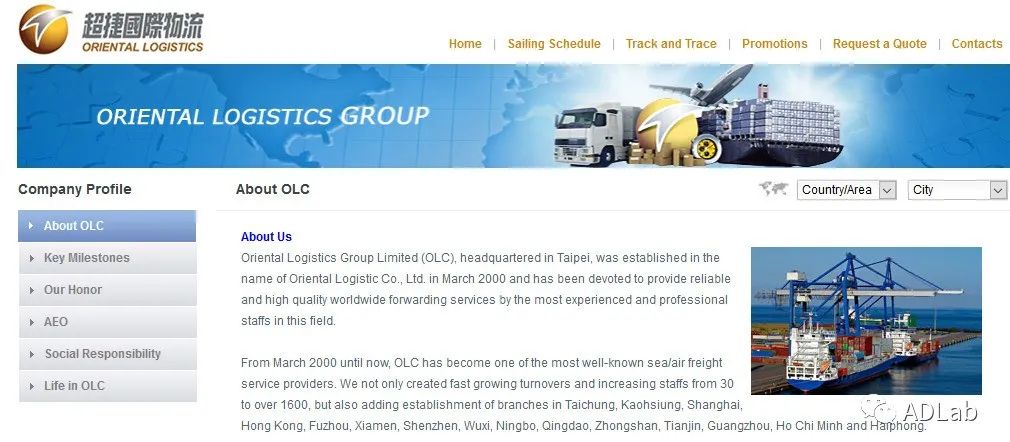 超捷國際物流
ORIENTAL LOGISTICS
Home | Sailing Schedule | Track and Trace | Promotions | Request a Quote | Contacts
ORIENTAL LOGISTICS GROUP
Company Profile
About OLC
Key Milestones
Our Honor
AEO
Social Responsibility
Life in OLC
About OLC
Country/Area
City
About Us
Oriental Logistics Group Limited (OLC), headquartered in Taipei, was established in the
name of Oriental Logistic Co., Ltd. in March 2000 and has been devoted to provide reliable
and high quality worldwide forwarding services by the most experienced and professional
staffs in this field.
From March 2000 until now, OLC has become one of the most well-known sea/air freight
service providers. We not only created fast growing turnovers and increasing staffs from 30
to over 1600, but also adding establishment of branches in Taichung, Kaohsiung, Shanghai,
Hong Kong, Fuzhou, Xiamen, Shenzhen, Wuxi, Ningbo, Qingdao, Zhongshan, Tianjin, Guangzhou, Ho Chi Minh and Haiphong.
ADLab